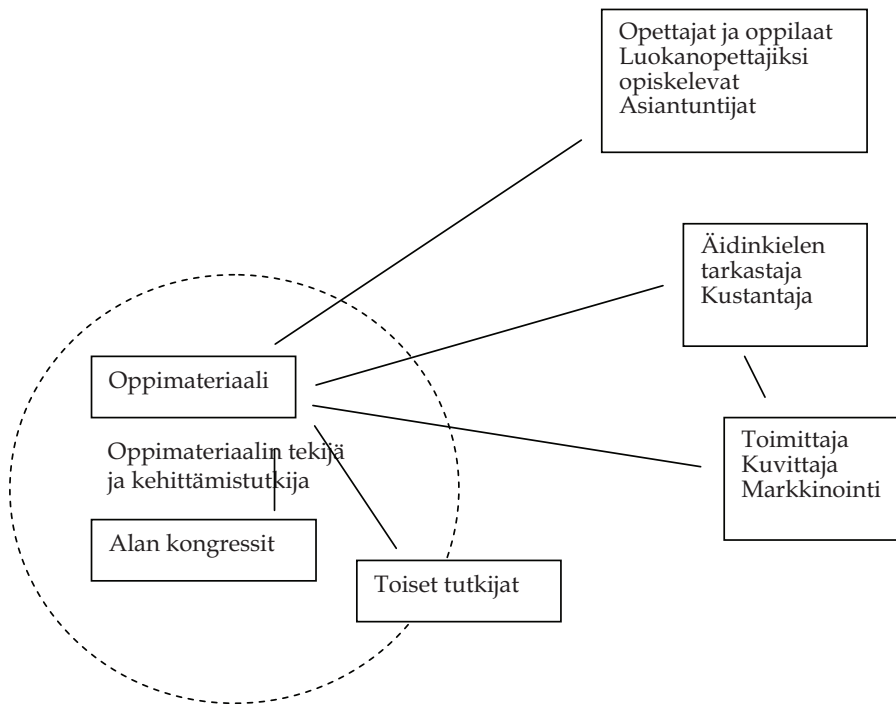 Opettajat ja oppilaat
Luokanopettajiksi
opiskelevat
Asiantuntijat
Äidinkielen
tarkastaja
Kustantaja
Oppimateriaali
Oppimateriaalin tekijä
ja kehittämistutkija
Toimittaja
Kuvittaja
Markkinointi
Alan kongressit
Toiset tutkijat